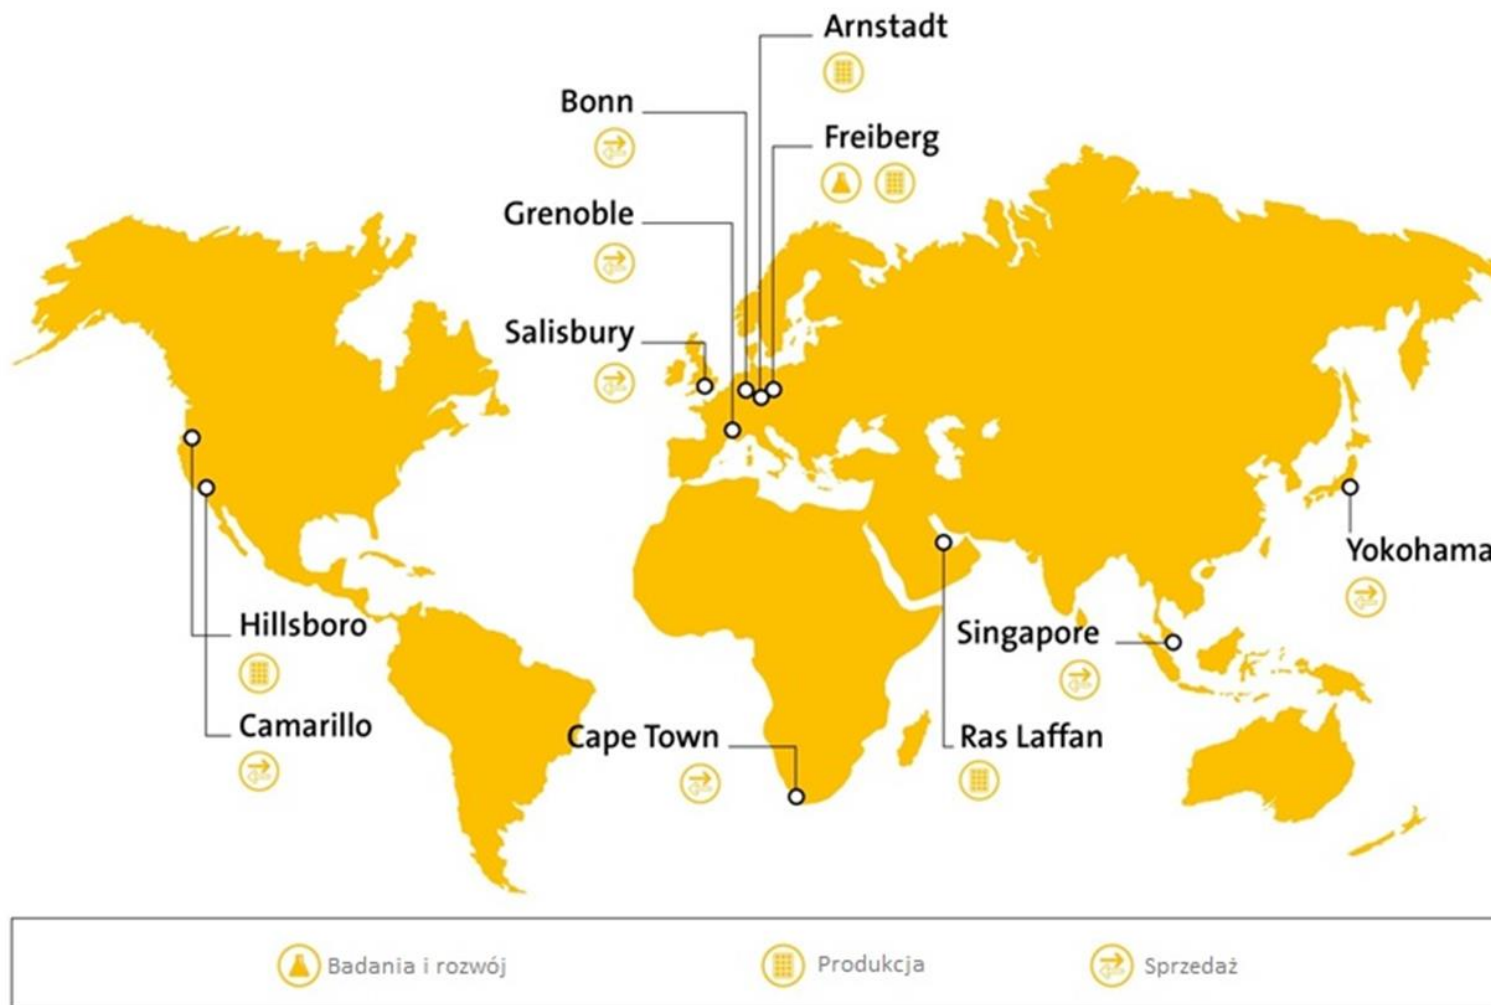 Arnstadt
Bonn
Freiberg
Grenoble
Salisbury
Yokohama
Hillsboro
Singapore
Camarillo
Cape Town
Ras Laffan
Badania i rozwój
Produkcja
Sprzedaż